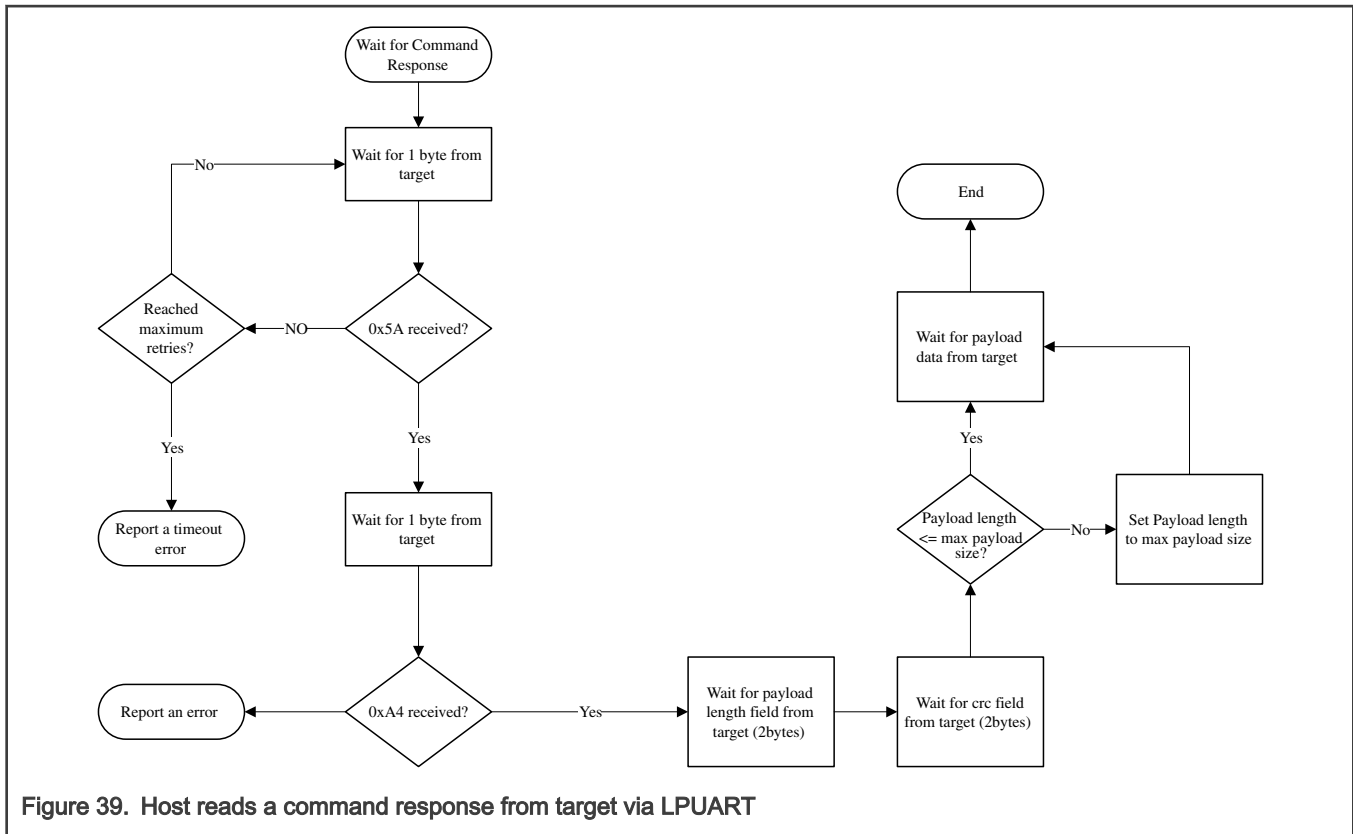 Wait for Command
Response
Wait for 1 byte from
target
No
Reached
maximum
retries?
NO
0x5A received?
Yes
Report a timeout
error
Yes
Wait for 1 byte from
target
Report an error
0xA4 received?
Yes
Wait for payload
length field from
target (2bytes)
Wait for crc field
from target (2bytes)
Payload length
<= max payload
size?
No
Set Payload length
to max payload size
Yes
Wait for payload
data from target
End
Figure 39. Host reads a command response from target via LPUART